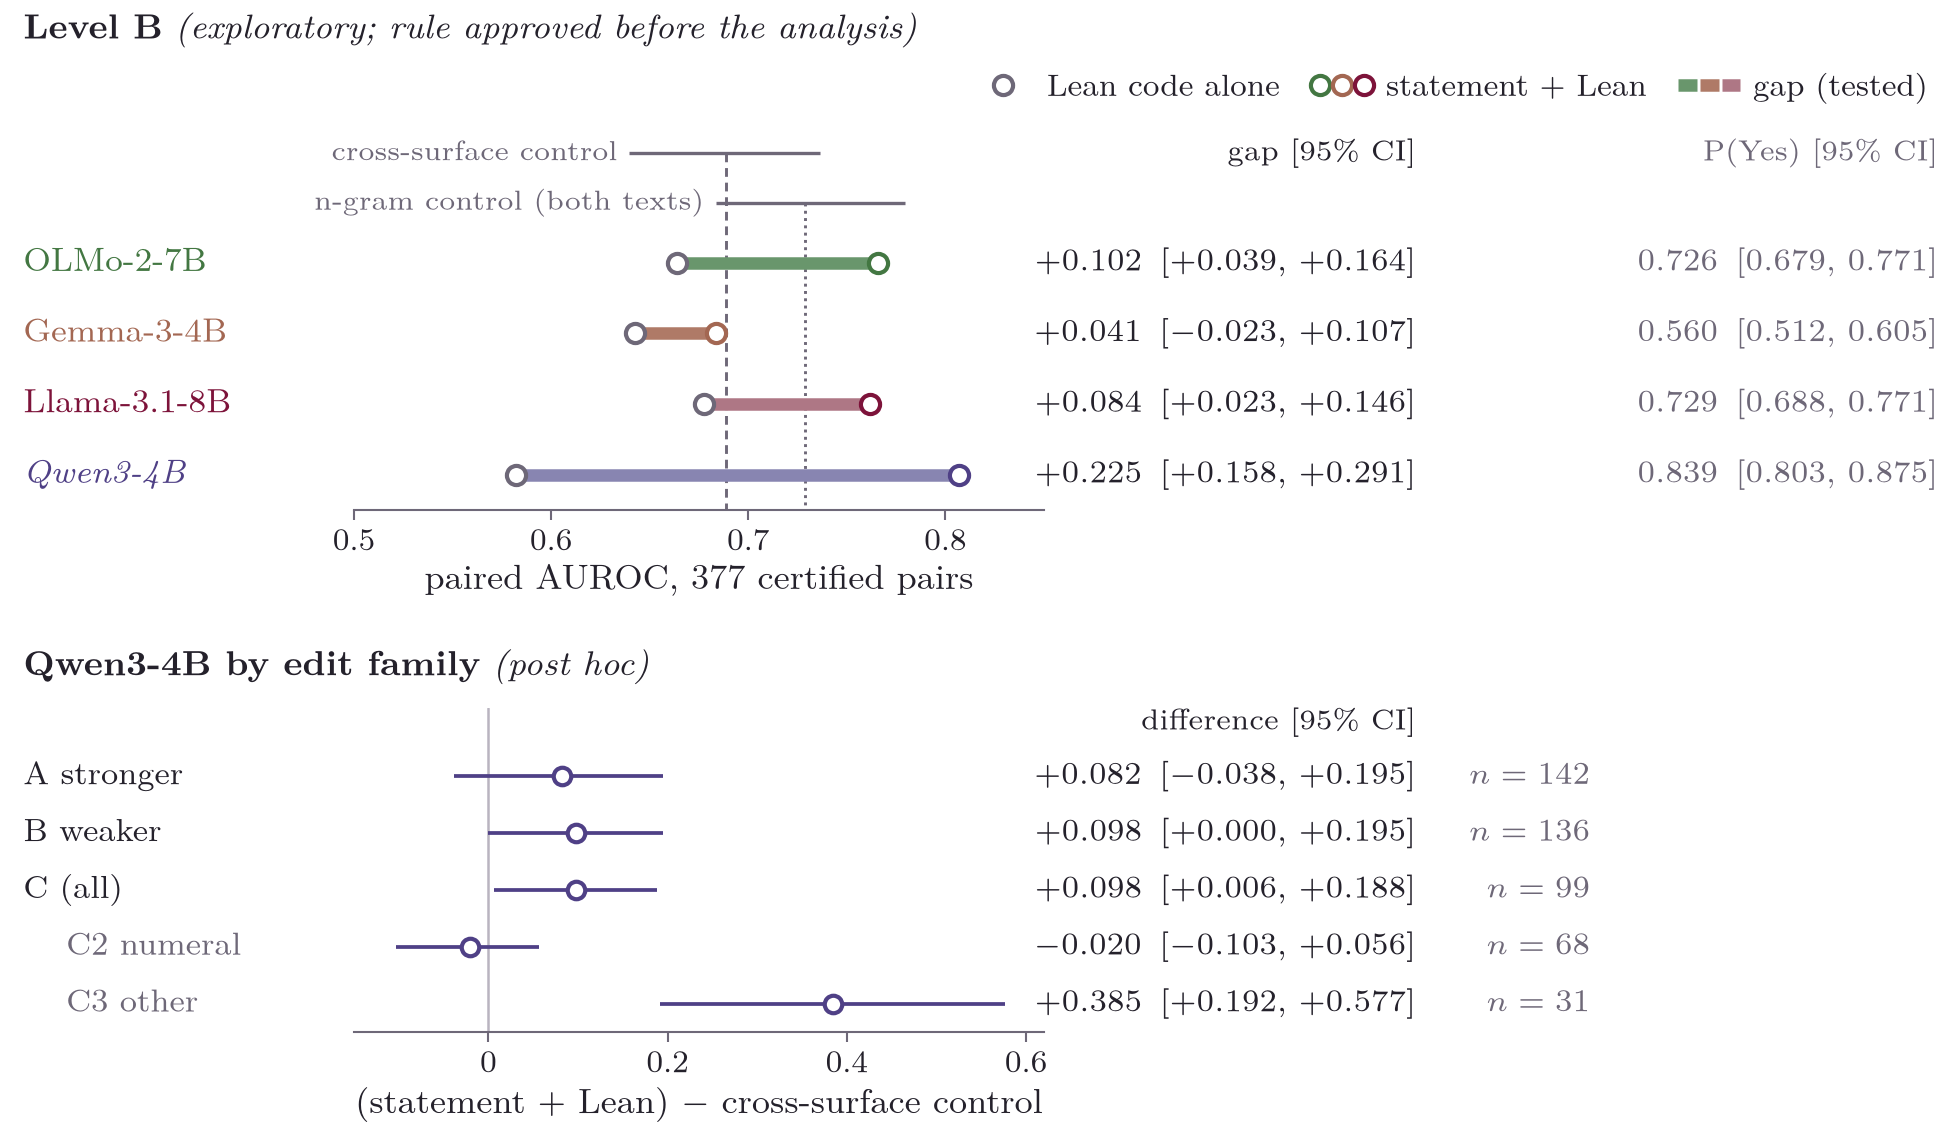 Level B (exploratory; rule approved before the analysis)
Lean code alone statement + Lean gap (tested)
cross-surface control gap [95% CI] P(Yes) [95% CI]
n-gram control (both texts)
OLMo-2-7B +0.102 [+0.039, +0.164] 0.726 [0.679, 0.771]
Gemma-3-4B +0.041 [−0.023, +0.107] 0.560 [0.512, 0.605]
Llama-3.1-8B +0.084 [+0.023, +0.146] 0.729 [0.688, 0.771]
Qwen3-4B +0.225 [+0.158, +0.291] 0.839 [0.803, 0.875]
0.5 0.6 0.7 0.8
paired AUROC, 377 certified pairs
Qwen3-4B by edit family (post hoc)
difference [95% CI]
A stronger +0.082 [−0.038, +0.195] n = 142
B weaker +0.098 [+0.000, +0.195] n = 136
C (all) +0.098 [+0.006, +0.188] n = 99
C2 numeral −0.020 [−0.103, +0.056] n = 68
C3 other +0.385 [+0.192, +0.577] n = 31
0 0.2 0.4 0.6
(statement + Lean) − cross-surface control